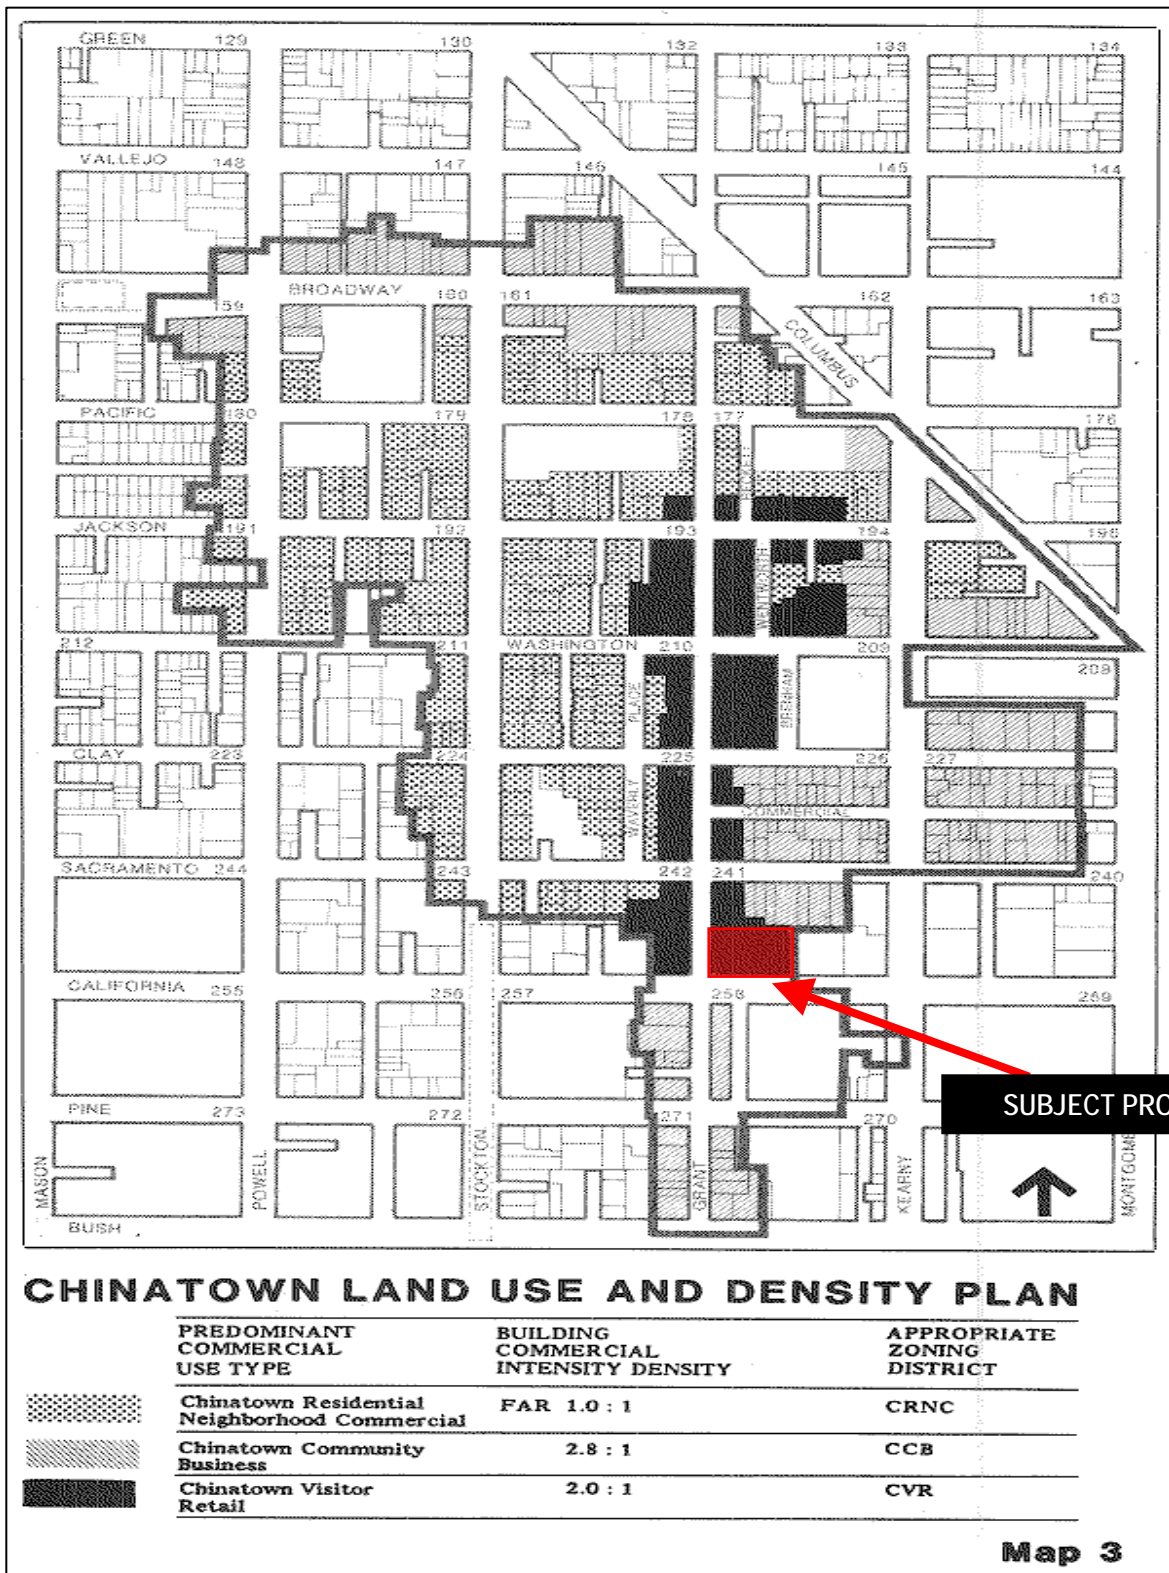 GREEN 129 130 132 133 134
VALLEJO 148 147 146 145 144
BROADWAY 160 161 162 163
159
COLUMBUS
PACIFIC 180 179 178 177 176
BECKETT
JACKSON 191 192 193 194 195
WENTWORTH
212 211 WASHINGTON 210 209 208
PLACE
BRENHAM
CLAY 223 224 225 226 227
WAVERLY
COMMERCIAL
SACRAMENTO 244 243 242 241 240
CALIFORNIA 255 256 257 258 259
PINE 273 272 271 270
SUBJECT PRO
MASON
POWELL
STOCKTON
GRANT
KEARNY
MONTGOME
BUSH
CHINATOWN LAND USE AND DENSITY PLAN
PREDOMINANT COMMERCIAL USE TYPE
BUILDING COMMERCIAL INTENSITY DENSITY
APPROPRIATE ZONING DISTRICT
Chinatown Residential Neighborhood Commercial
FAR 1.0 : 1
CRNC
Chinatown Community Business
2.8 : 1
CCB
Chinatown Visitor Retail
2.0 : 1
CVR
Map 3